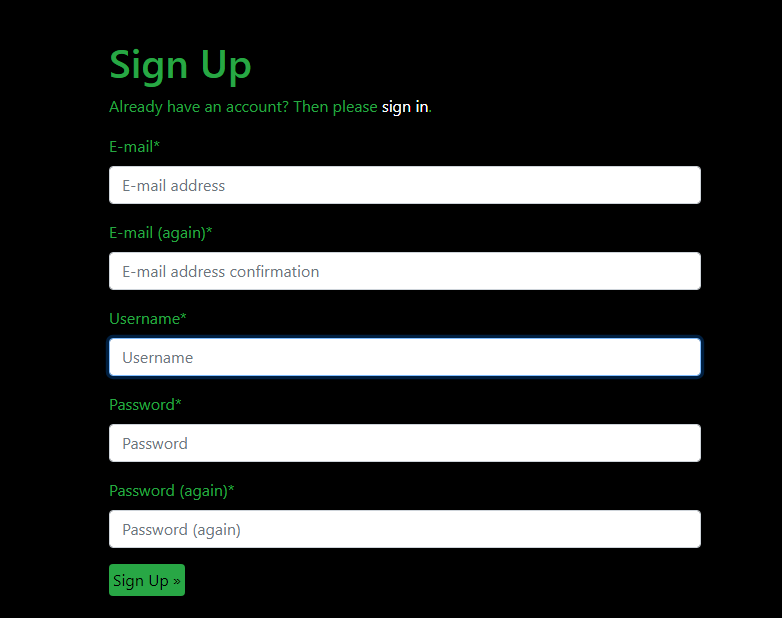 Sign Up
Already have an account? Then please sign in.
E-mail*
E-mail address
E-mail (again)*
E-mail address confirmation
Username*
Username
Password*
Password
Password (again)*
Password (again)
Sign Up »